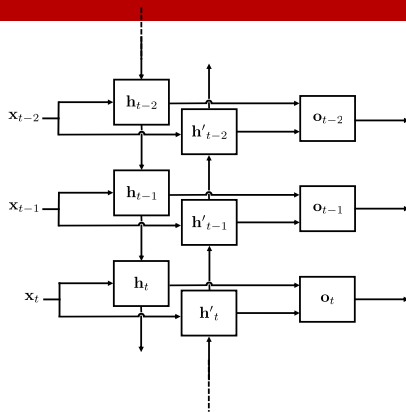 x_{t−2} h_{t−2} o_{t−2}
h'_{t−2}
x_{t−1} h_{t−1} o_{t−1}
h'_{t−1}
x_t h_t o_t
h'_t